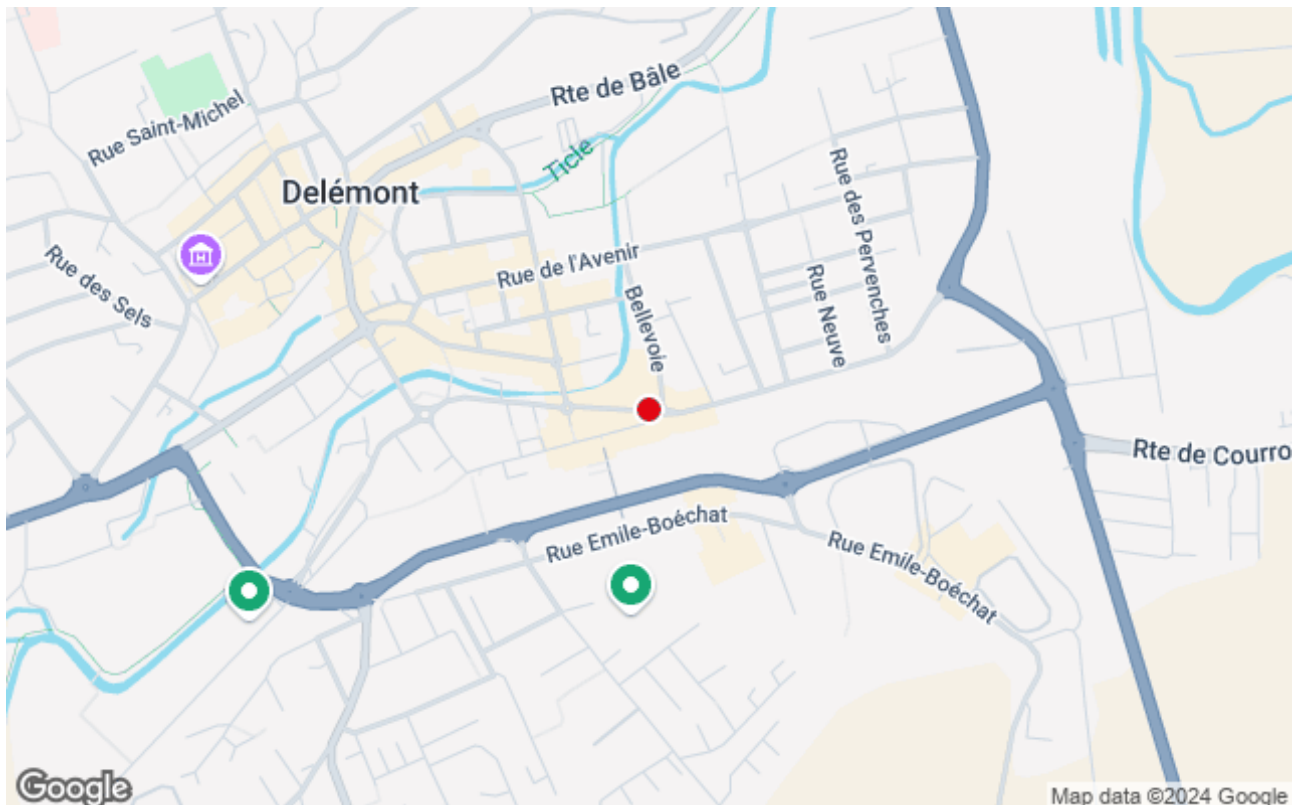 Rte de Bâle
Rue Saint-Michel
Ticle
Delémont
Rue des Pervenches
Rue de l'Avenir
Rue des Sels
H
Bellevoie
Rue Neuve
Rte de Courro
Rue Emile-Boéchat
Rue Emile-Boéchat
Google
Map data ©2024 Google